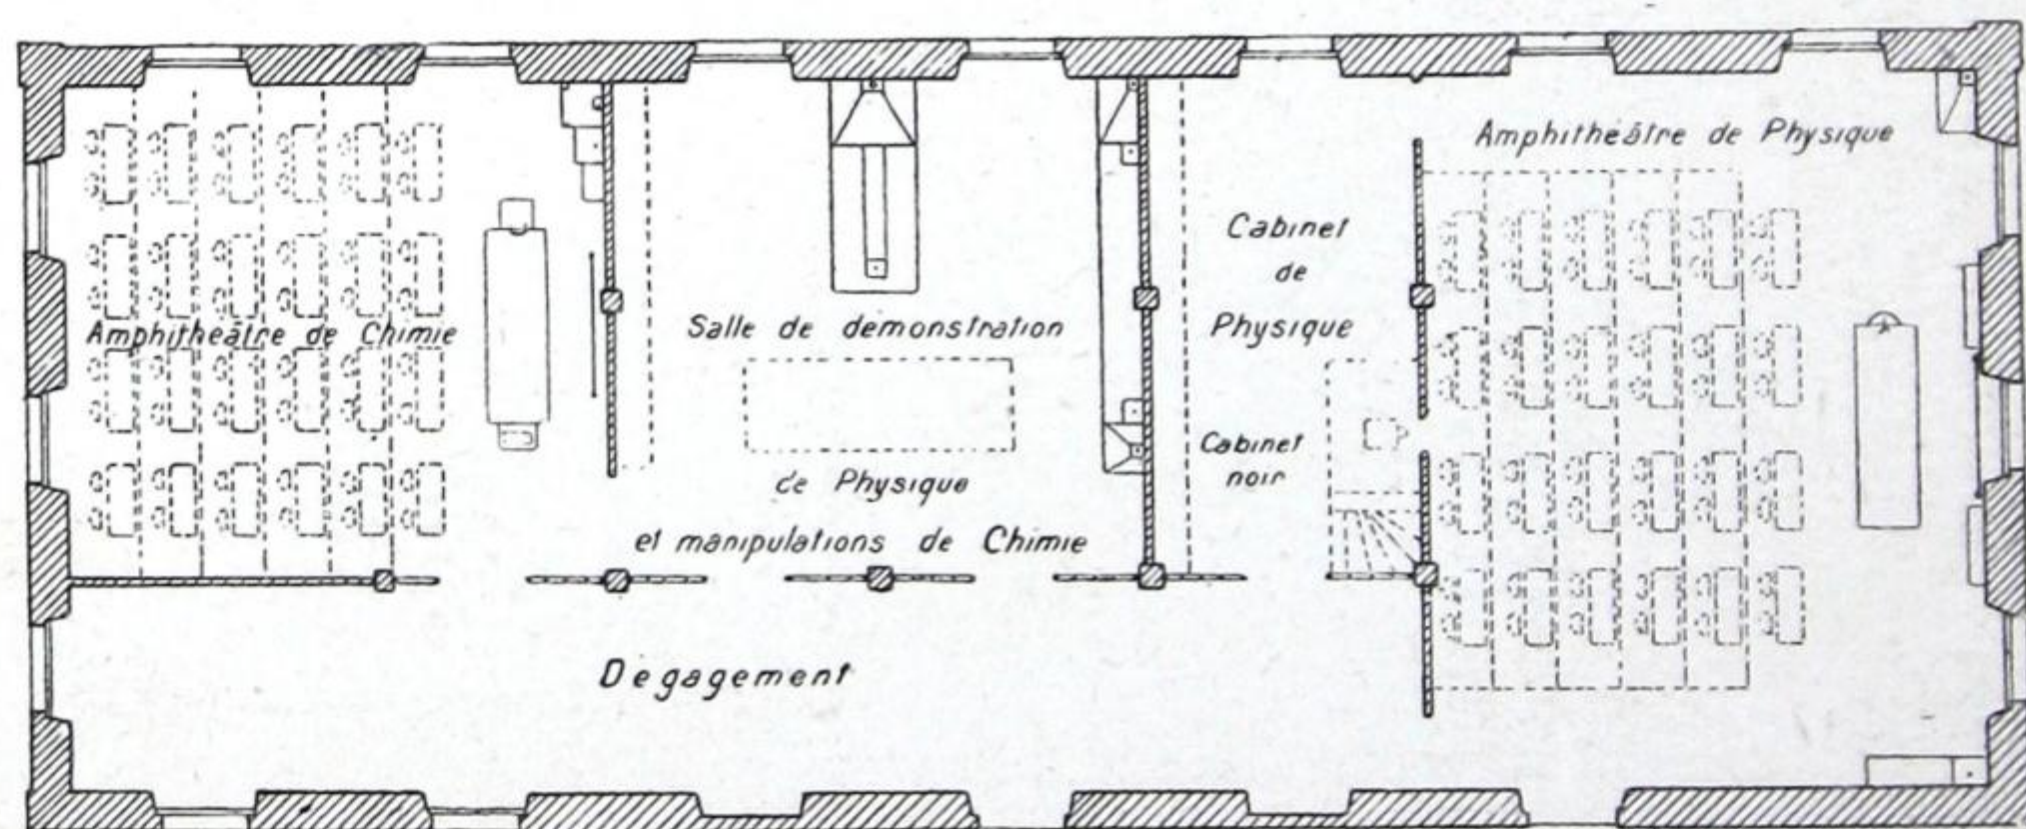 Amphithéâtre de Physique
Cabinet
de
Physique
Amphithéâtre de Chimie
Salle de demonstration
Cabinet
noir
de Physique
et manipulations de Chimie
Degagement